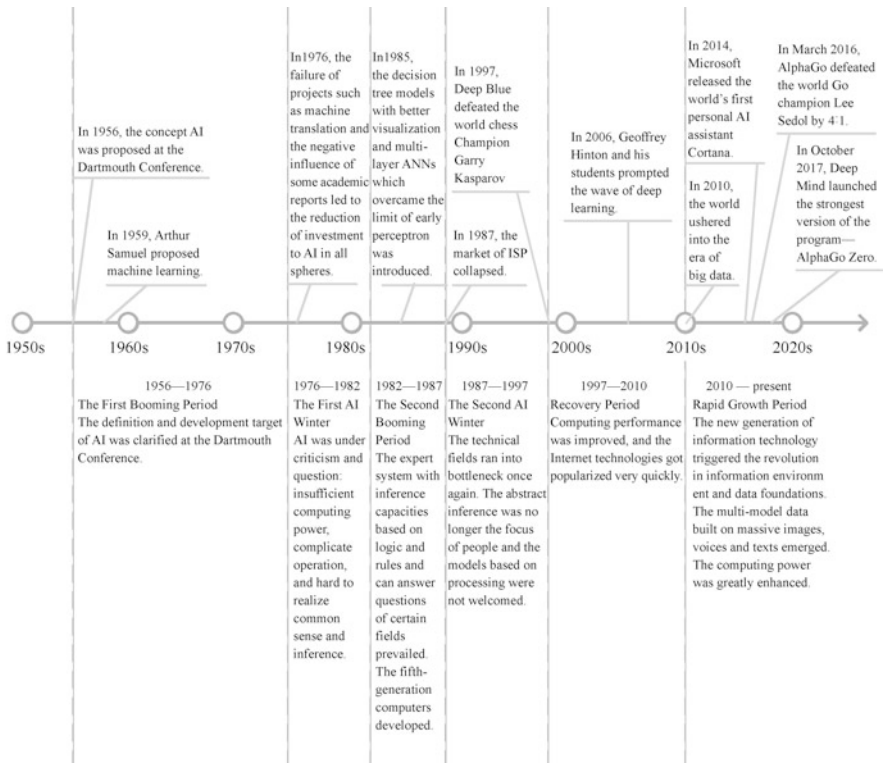 In 1956, the concept AI
was proposed at the
Dartmouth Conference.
In 1959, Arthur
Samuel proposed
machine learning.
In1976, the
failure of
projects such
as machine
translation and
the negative
influence of
some academic
reports led to
the reduction
of investment
to AI in all
spheres.
In1985,
the decision
tree models
with better
visualization
and multi-
layer ANNs
which
overcame the
limit of early
perceptron
was
introduced.
In 1997,
Deep Blue
defeated the
world chess
Champion
Garry
Kasparov
In 1987, the
market of ISP
collapsed.
In 2006, Geoffrey
Hinton and his
students prompted
the wave of deep
learning.
In 2014,
Microsoft
released the
world's first
personal AI
assistant
Cortana.
In 2010,
the world
ushered
into the
era of
big data.
In March 2016,
AlphaGo defeated
the world Go
champion Lee
Sedol by 4:1.
In October
2017, Deep
Mind launched
the strongest
version of the
program—
AlphaGo Zero.
1950s
1960s
1970s
1980s
1990s
2000s
2010s
2020s
1956—1976
The First Booming Period
The definition and development target
of AI was clarified at the Dartmouth
Conference.
1976—1982
The First AI
Winter
AI was under
criticism and
question:
insufficient
computing
power,
complicate
operation,
and hard to
realize
common
sense and
inference.
1982—1987
The Second
Booming
Period
The expert
system with
inference
capacities
based on
logic and
rules and
can answer
questions
of certain
fields
prevailed.
The fifth-
generation
computers
developed.
1987—1997
The Second AI
Winter
The technical
fields ran into
bottleneck once
again. The abstract
inference was no
longer the focus
of people and the
models based on
processing were
not welcomed.
1997—2010
Recovery Period
Computing performance
was improved, and the
Internet technologies got
popularized very quickly.
2010 — present
Rapid Growth Period
The new generation of
information technology
triggered the revolution
in information environm
ent and data foundations.
The multi-model data
built on massive images,
voices and texts emerged.
The computing power
was greatly enhanced.